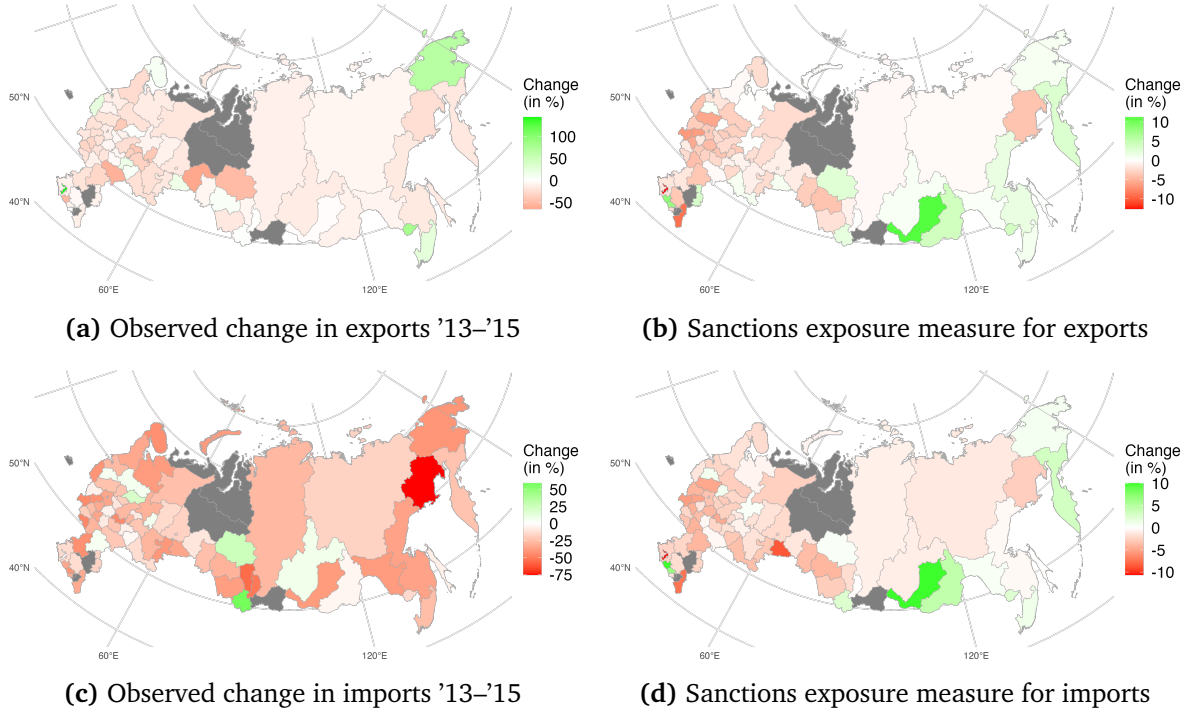 Change
(in %)
100
50
0
-50
50°N
40°N
60°E
120°E
(a) Observed change in exports ’13–’15
Change
(in %)
10
5
0
-5
-10
50°N
40°N
60°E
120°E
(b) Sanctions exposure measure for exports
Change
(in %)
50
25
0
-25
-50
-75
50°N
40°N
60°E
120°E
(c) Observed change in imports ’13–’15
Change
(in %)
10
5
0
-5
-10
50°N
40°N
60°E
120°E
(d) Sanctions exposure measure for imports